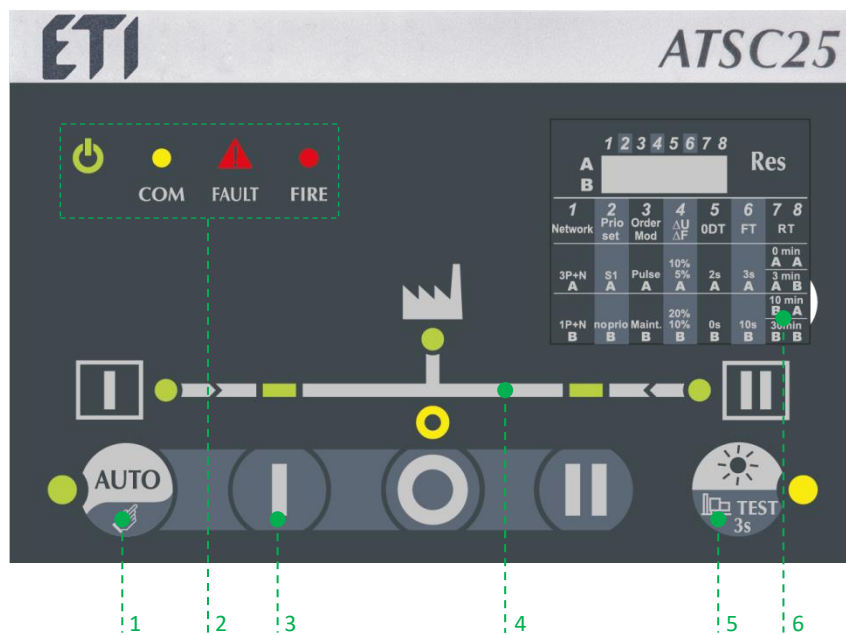 ETI ATSC25
COM FAULT FIRE
1 2 3 4 5 6 7 8
A
B
Res
1 2 3 4 5 6 7 8
Network Prio set Order Mod ΔU ΔF 0DT FT RT
3P+N A S1 A Pulse A 10% 5% A 2s A 3s A
0 min A A
3 min A B
1P+N B no prio B Maint. B 20% 10% B 0s B 10s B
10 min B A
30min B B
I II
AUTO I O II
TEST
3s
1 2 3 4 5 6